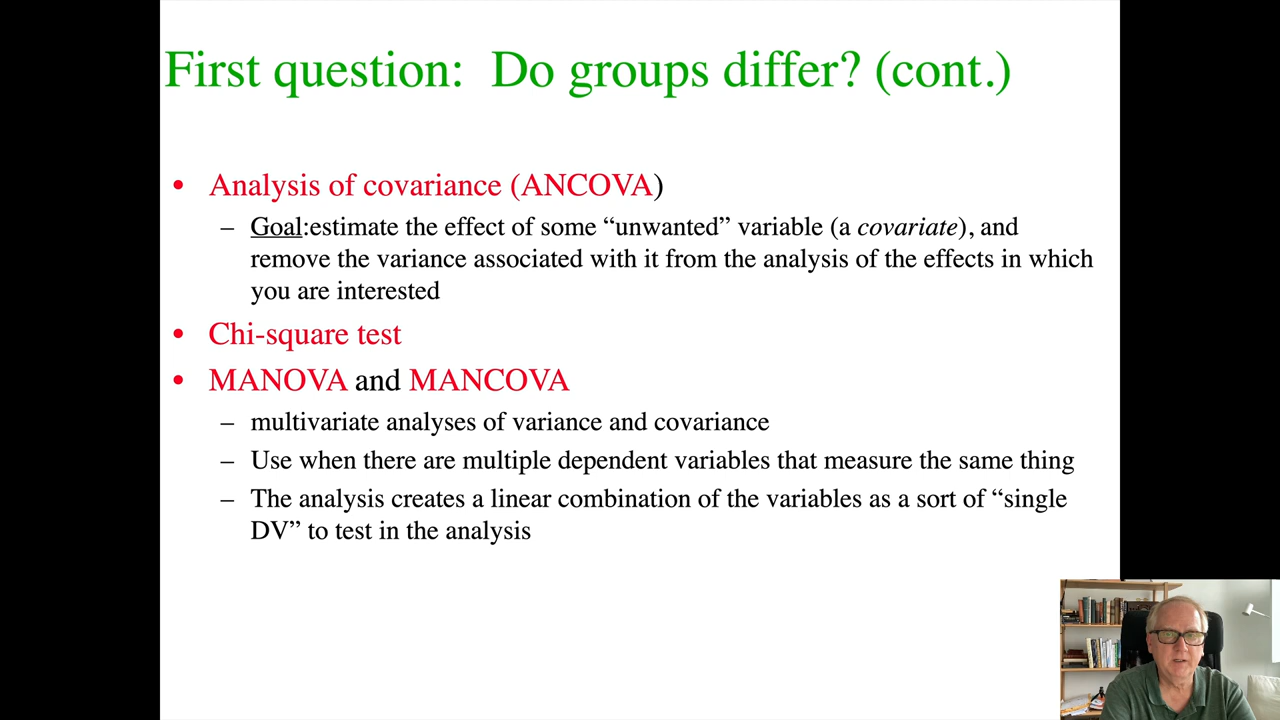 First question:  Do groups differ? (cont.)
• Analysis of covariance (ANCOVA)
– Goal:estimate the effect of some “unwanted” variable (a covariate), and
remove the variance associated with it from the analysis of the effects in which
you are interested
• Chi-square test
• MANOVA and MANCOVA
– multivariate analyses of variance and covariance
– Use when there are multiple dependent variables that measure the same thing
– The analysis creates a linear combination of the variables as a sort of “single
DV” to test in the analysis